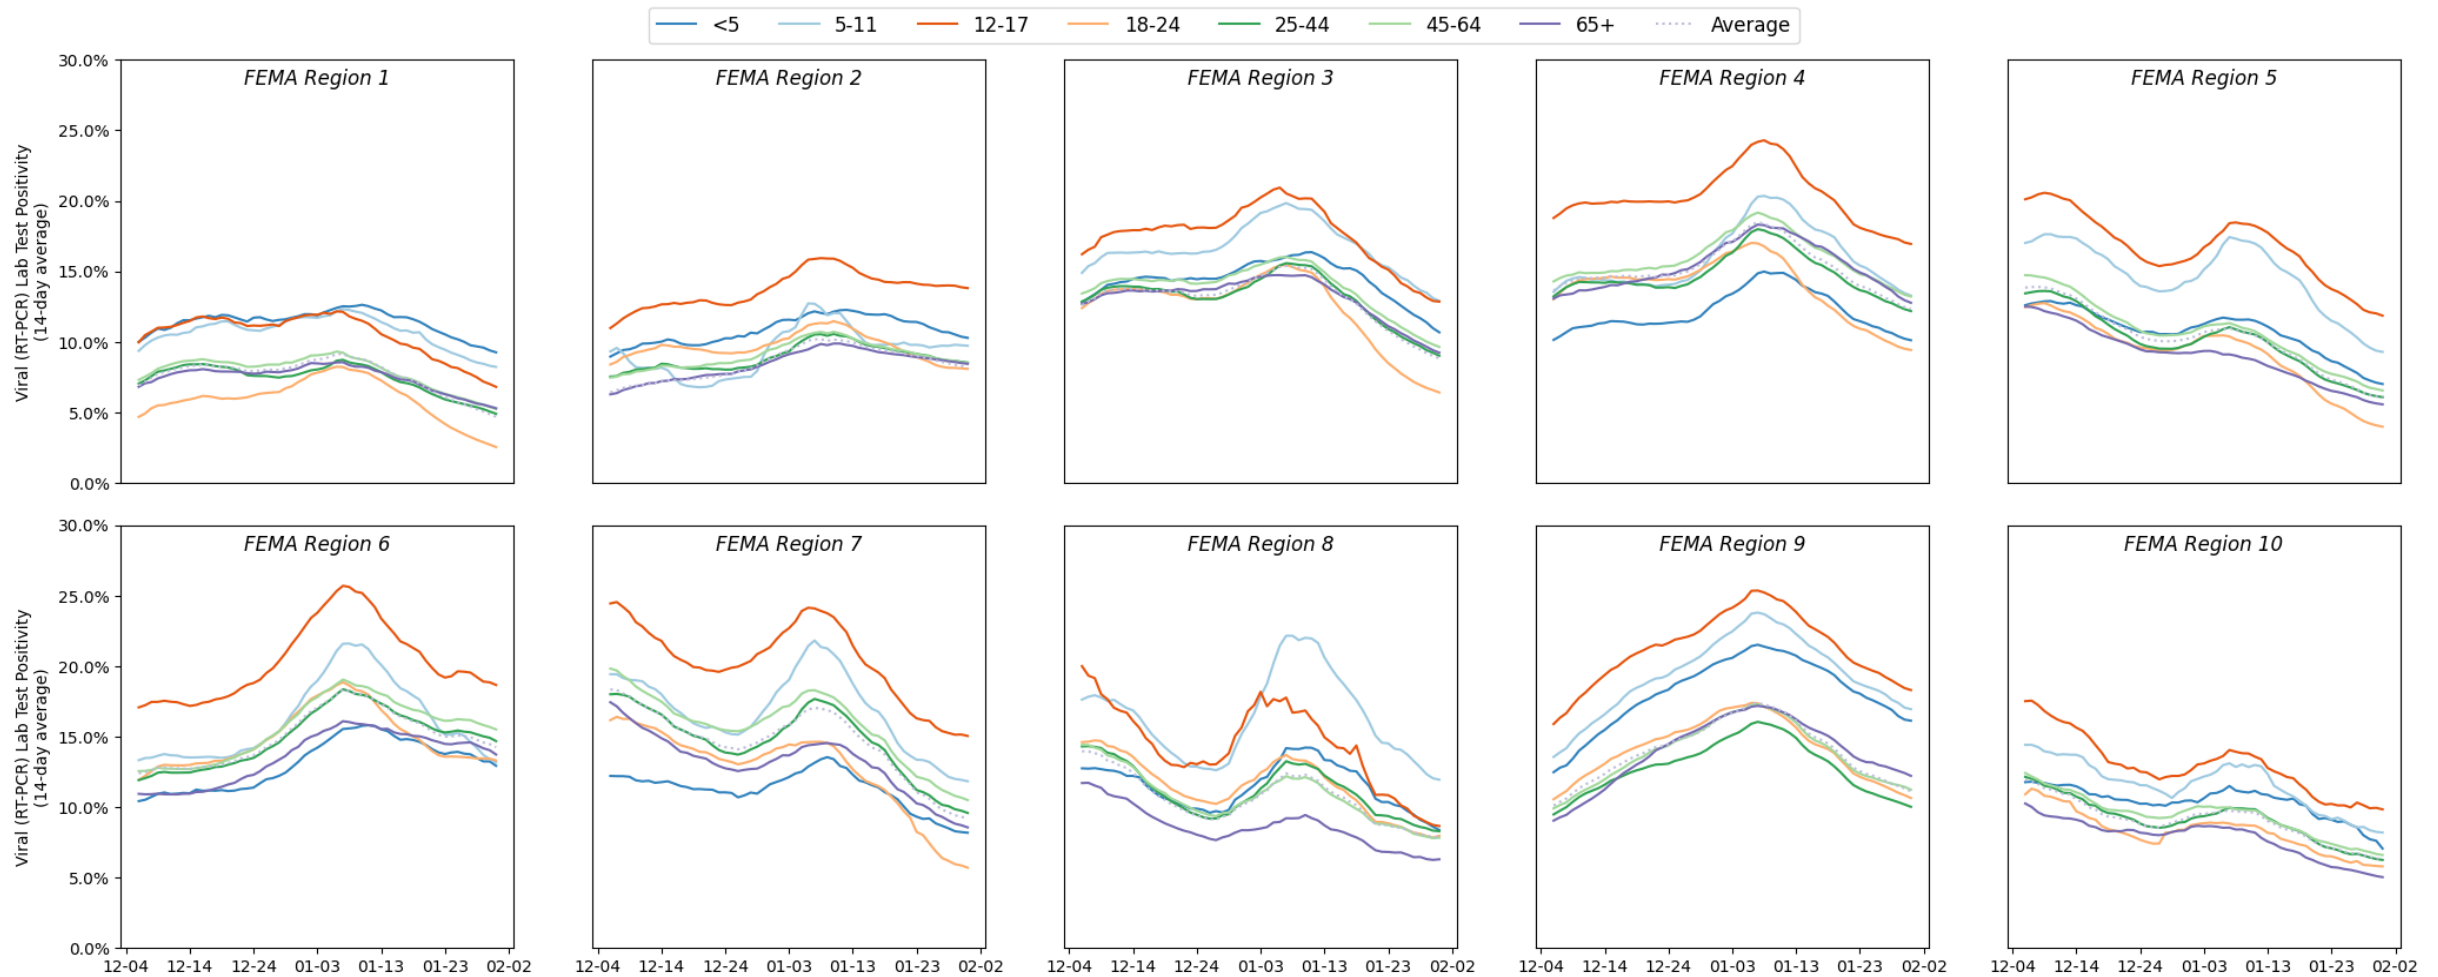 <5 5-11 12-17 18-24 25-44 45-64 65+ Average
FEMA Region 1 FEMA Region 2 FEMA Region 3 FEMA Region 4 FEMA Region 5
Viral (RT-PCR) Lab Test Positivity
(14-day average)
30.0%
25.0%
20.0%
15.0%
10.0%
5.0%
0.0%
FEMA Region 6 FEMA Region 7 FEMA Region 8 FEMA Region 9 FEMA Region 10
Viral (RT-PCR) Lab Test Positivity
(14-day average)
30.0%
25.0%
20.0%
15.0%
10.0%
5.0%
0.0%
12-04 12-14 12-24 01-03 01-13 01-23 02-02 12-04 12-14 12-24 01-03 01-13 01-23 02-02 12-04 12-14 12-24 01-03 01-13 01-23 02-02 12-04 12-14 12-24 01-03 01-13 01-23 02-02 12-04 12-14 12-24 01-03 01-13 01-23 02-02